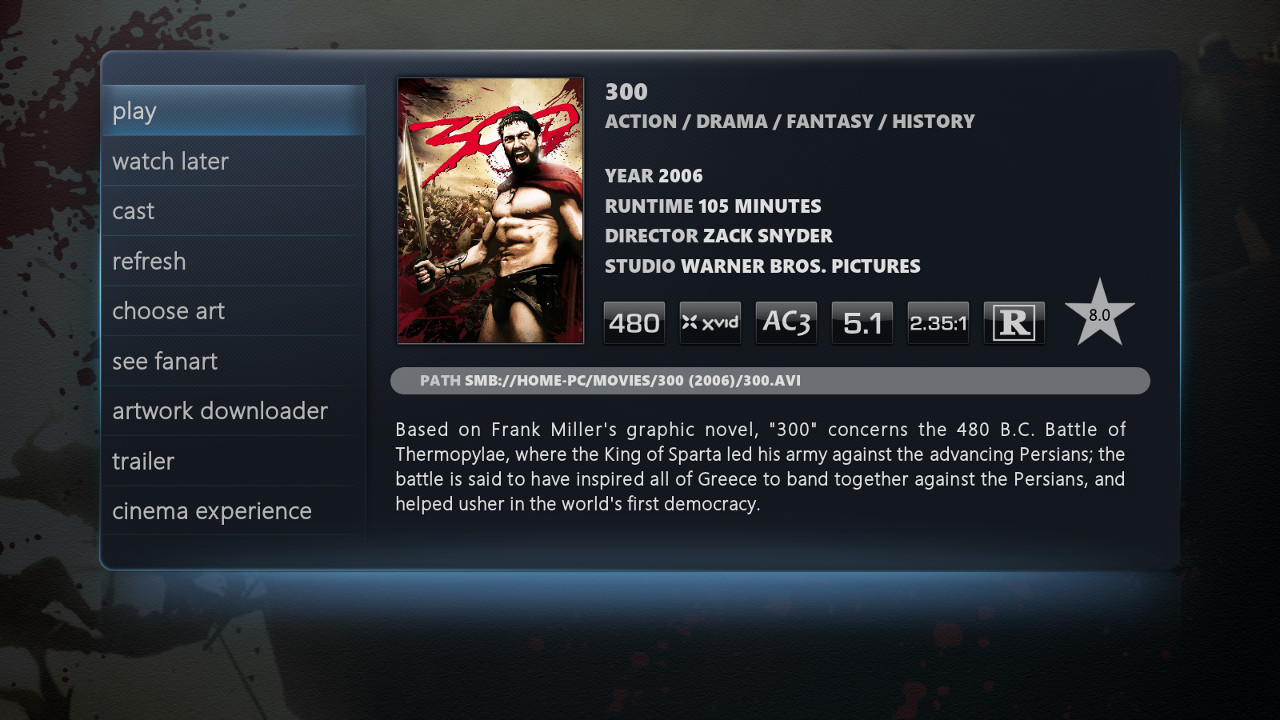 play
watch later
cast
refresh
choose art
see fanart
artwork downloader
trailer
cinema experience
300
300
ACTION / DRAMA / FANTASY / HISTORY
YEAR 2006
RUNTIME 105 MINUTES
DIRECTOR ZACK SNYDER
STUDIO WARNER BROS. PICTURES
480 xvid AC3 5.1 2.35:1 R 8.0
PATH SMB://HOME-PC/MOVIES/300 (2006)/300.AVI
Based on Frank Miller's graphic novel, "300" concerns the 480 B.C. Battle of
Thermopylae, where the King of Sparta led his army against the advancing Persians; the
battle is said to have inspired all of Greece to band together against the Persians, and
helped usher in the world's first democracy.